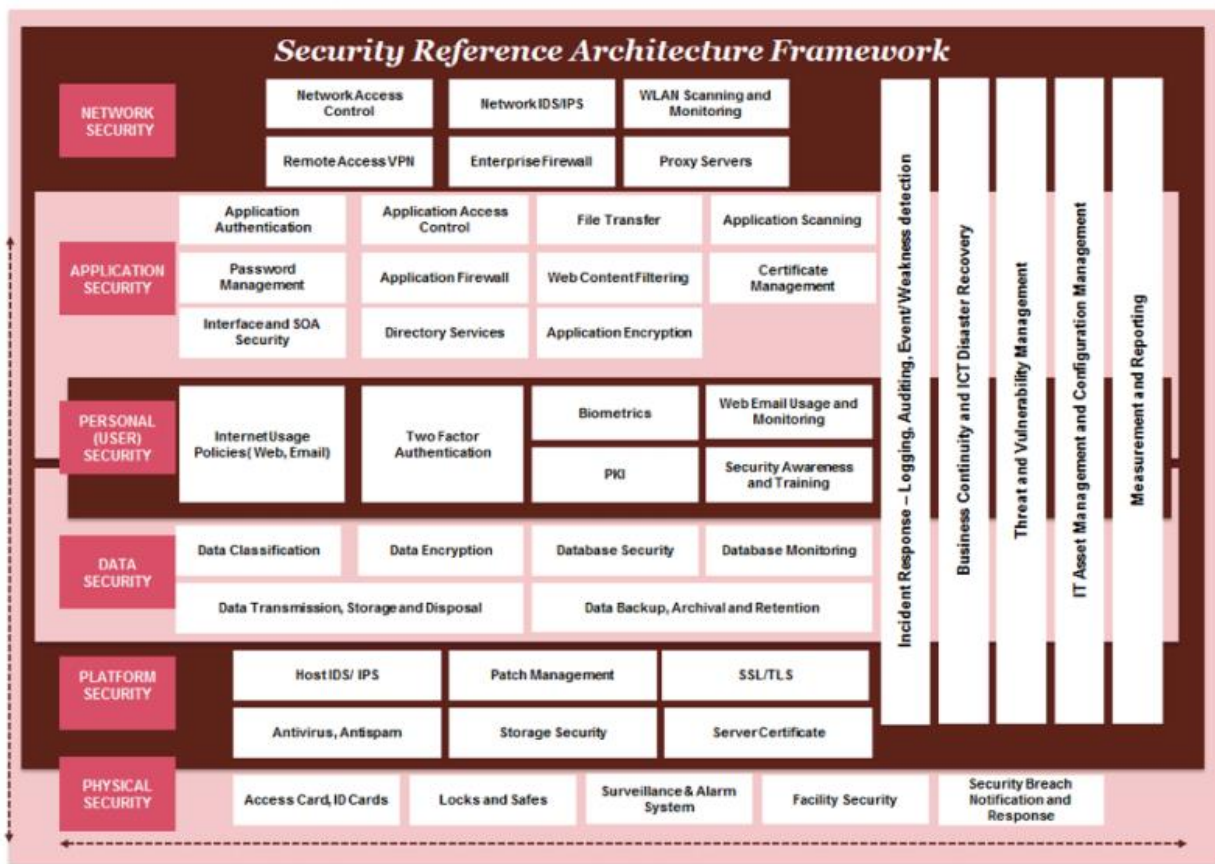 Security Reference Architecture Framework
NETWORK
SECURITY
Network Access
Control
Network IDS/IPS
WLAN Scanning and
Monitoring
Remote Access VPN
Enterprise Firewall
Proxy Servers
APPLICATION
SECURITY
Application
Authentication
Application Access
Control
File Transfer
Application Scanning
Password
Management
Application Firewall
Web Content Filtering
Certificate
Management
Interface and SOA
Security
Directory Services
Application Encryption
PERSONAL
(USER)
SECURITY
Internet Usage
Policies( Web, Email)
Two Factor
Authentication
Biometrics
Web Email Usage and
Monitoring
PKI
Security Awareness
and Training
DATA
SECURITY
Data Classification
Data Encryption
Database Security
Database Monitoring
Data Transmission, Storage and Disposal
Data Backup, Archival and Retention
PLATFORM
SECURITY
Host IDS/ IPS
Patch Management
SSL/TLS
Antivirus, Antispam
Storage Security
Server Certificate
PHYSICAL
SECURITY
Access Card, ID Cards
Locks and Safes
Surveillance & Alarm
System
Facility Security
Security Breach
Notification and
Response
Incident Response – Logging, Auditing, Event/ Weakness detection
Business Continuity and ICT Disaster Recovery
Threat and Vulnerability Management
IT Asset Management and Configuration Management
Measurement and Reporting